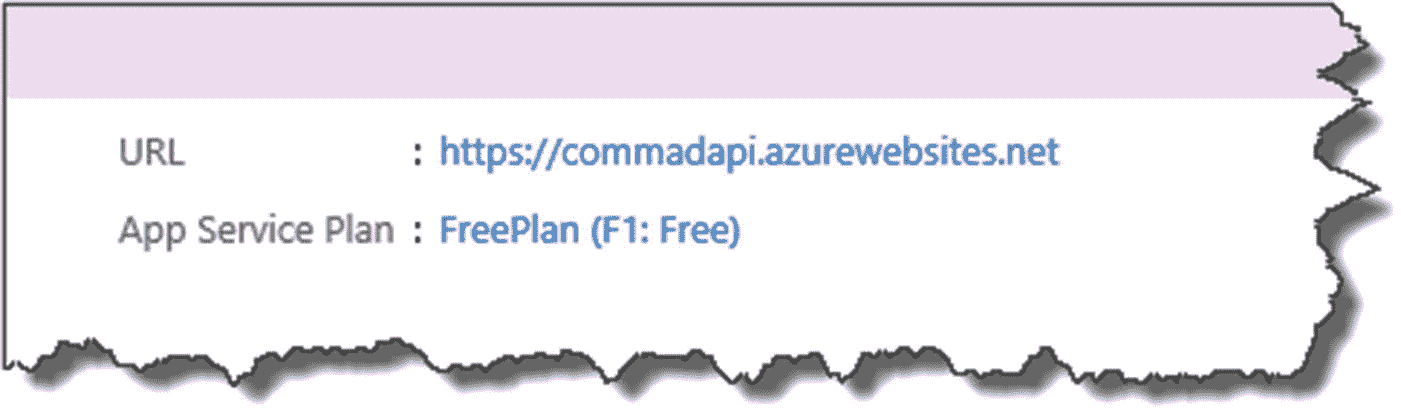 URL : https://commadapi.azurewebsites.net
App Service Plan : FreePlan (F1: Free)